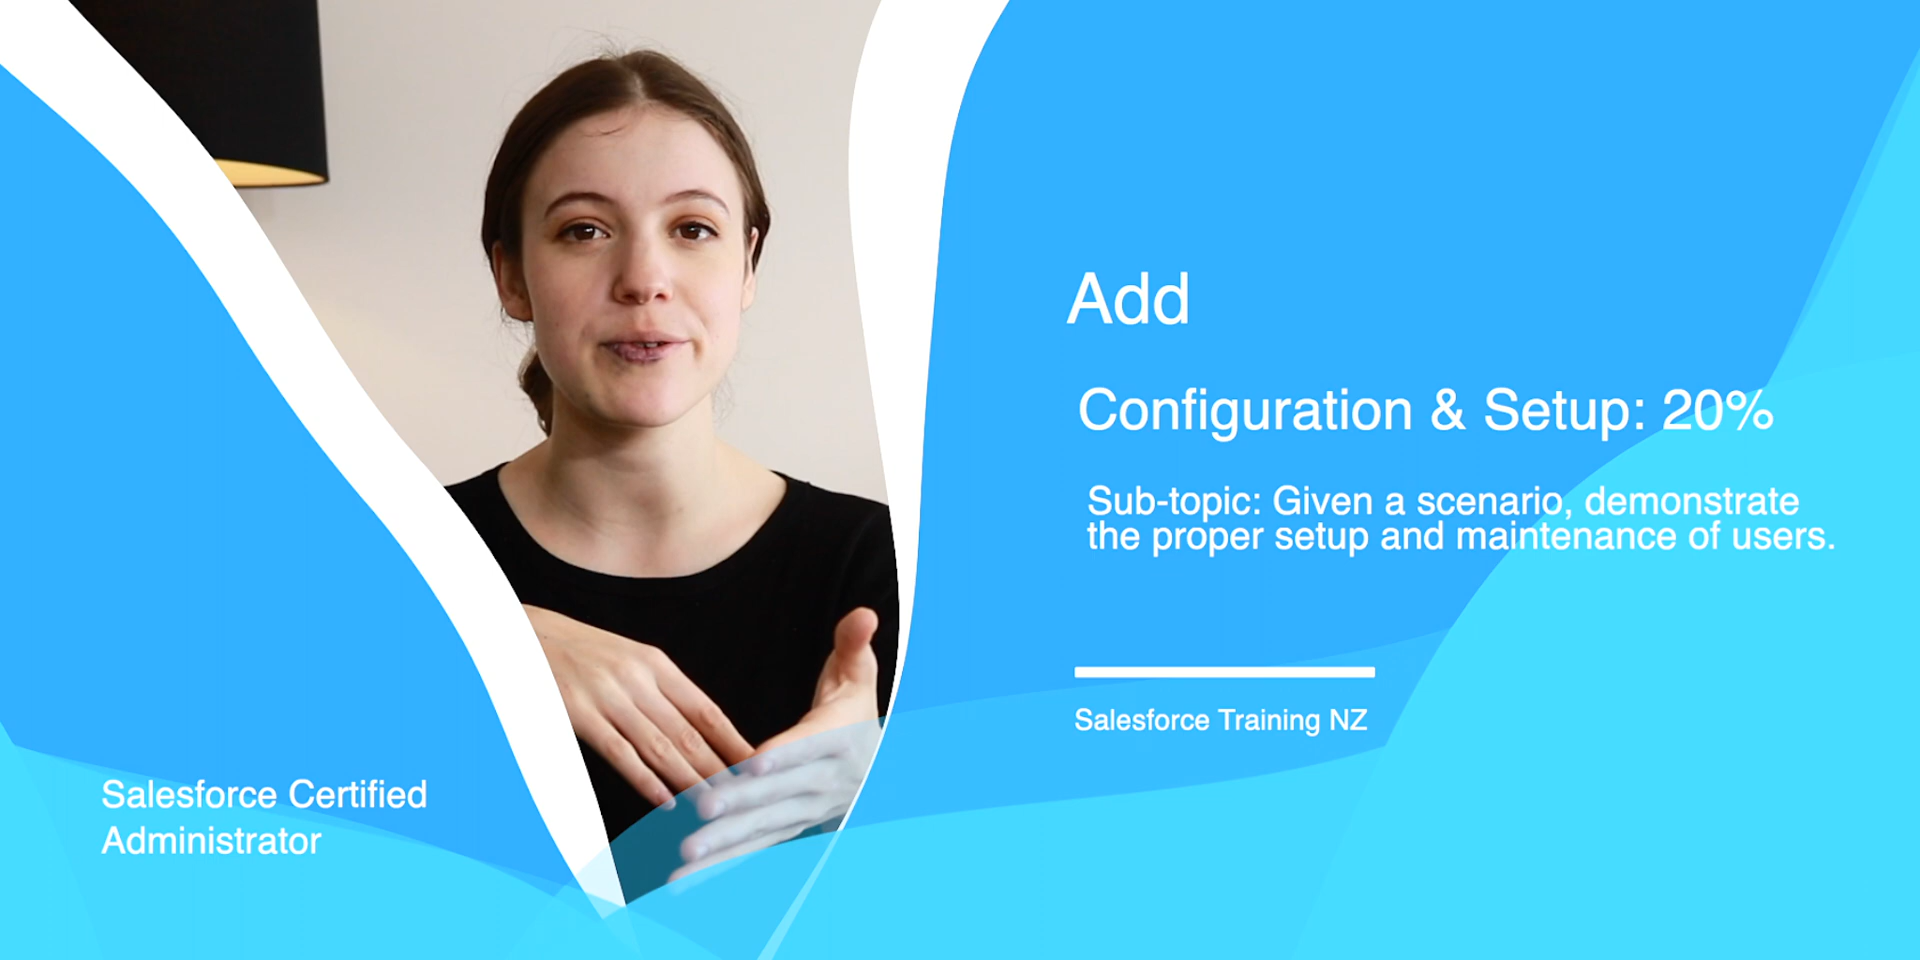 Add
Configuration & Setup: 20%
Sub-topic: Given a scenario, demonstrate
the proper setup and maintenance of users.
Salesforce Training NZ
Salesforce Certified
Administrator